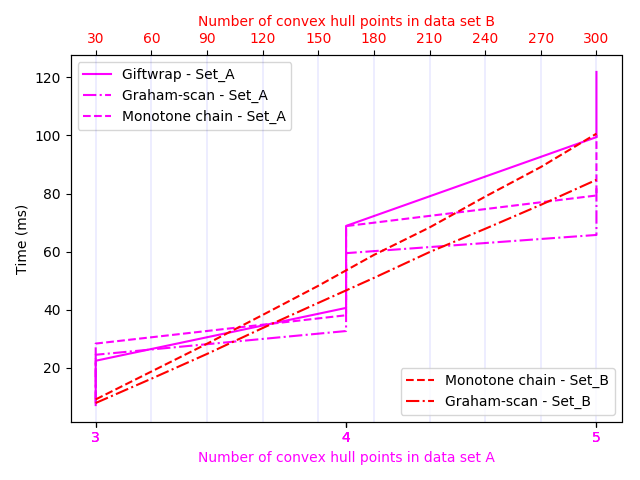 Number of convex hull points in data set B
30 60 90 120 150 180 210 240 270 300
Giftwrap - Set_A
Graham-scan - Set_A
Monotone chain - Set_A
120
100
80
60
40
20
Time (ms)
Monotone chain - Set_B
Graham-scan - Set_B
3 4 5
Number of convex hull points in data set A